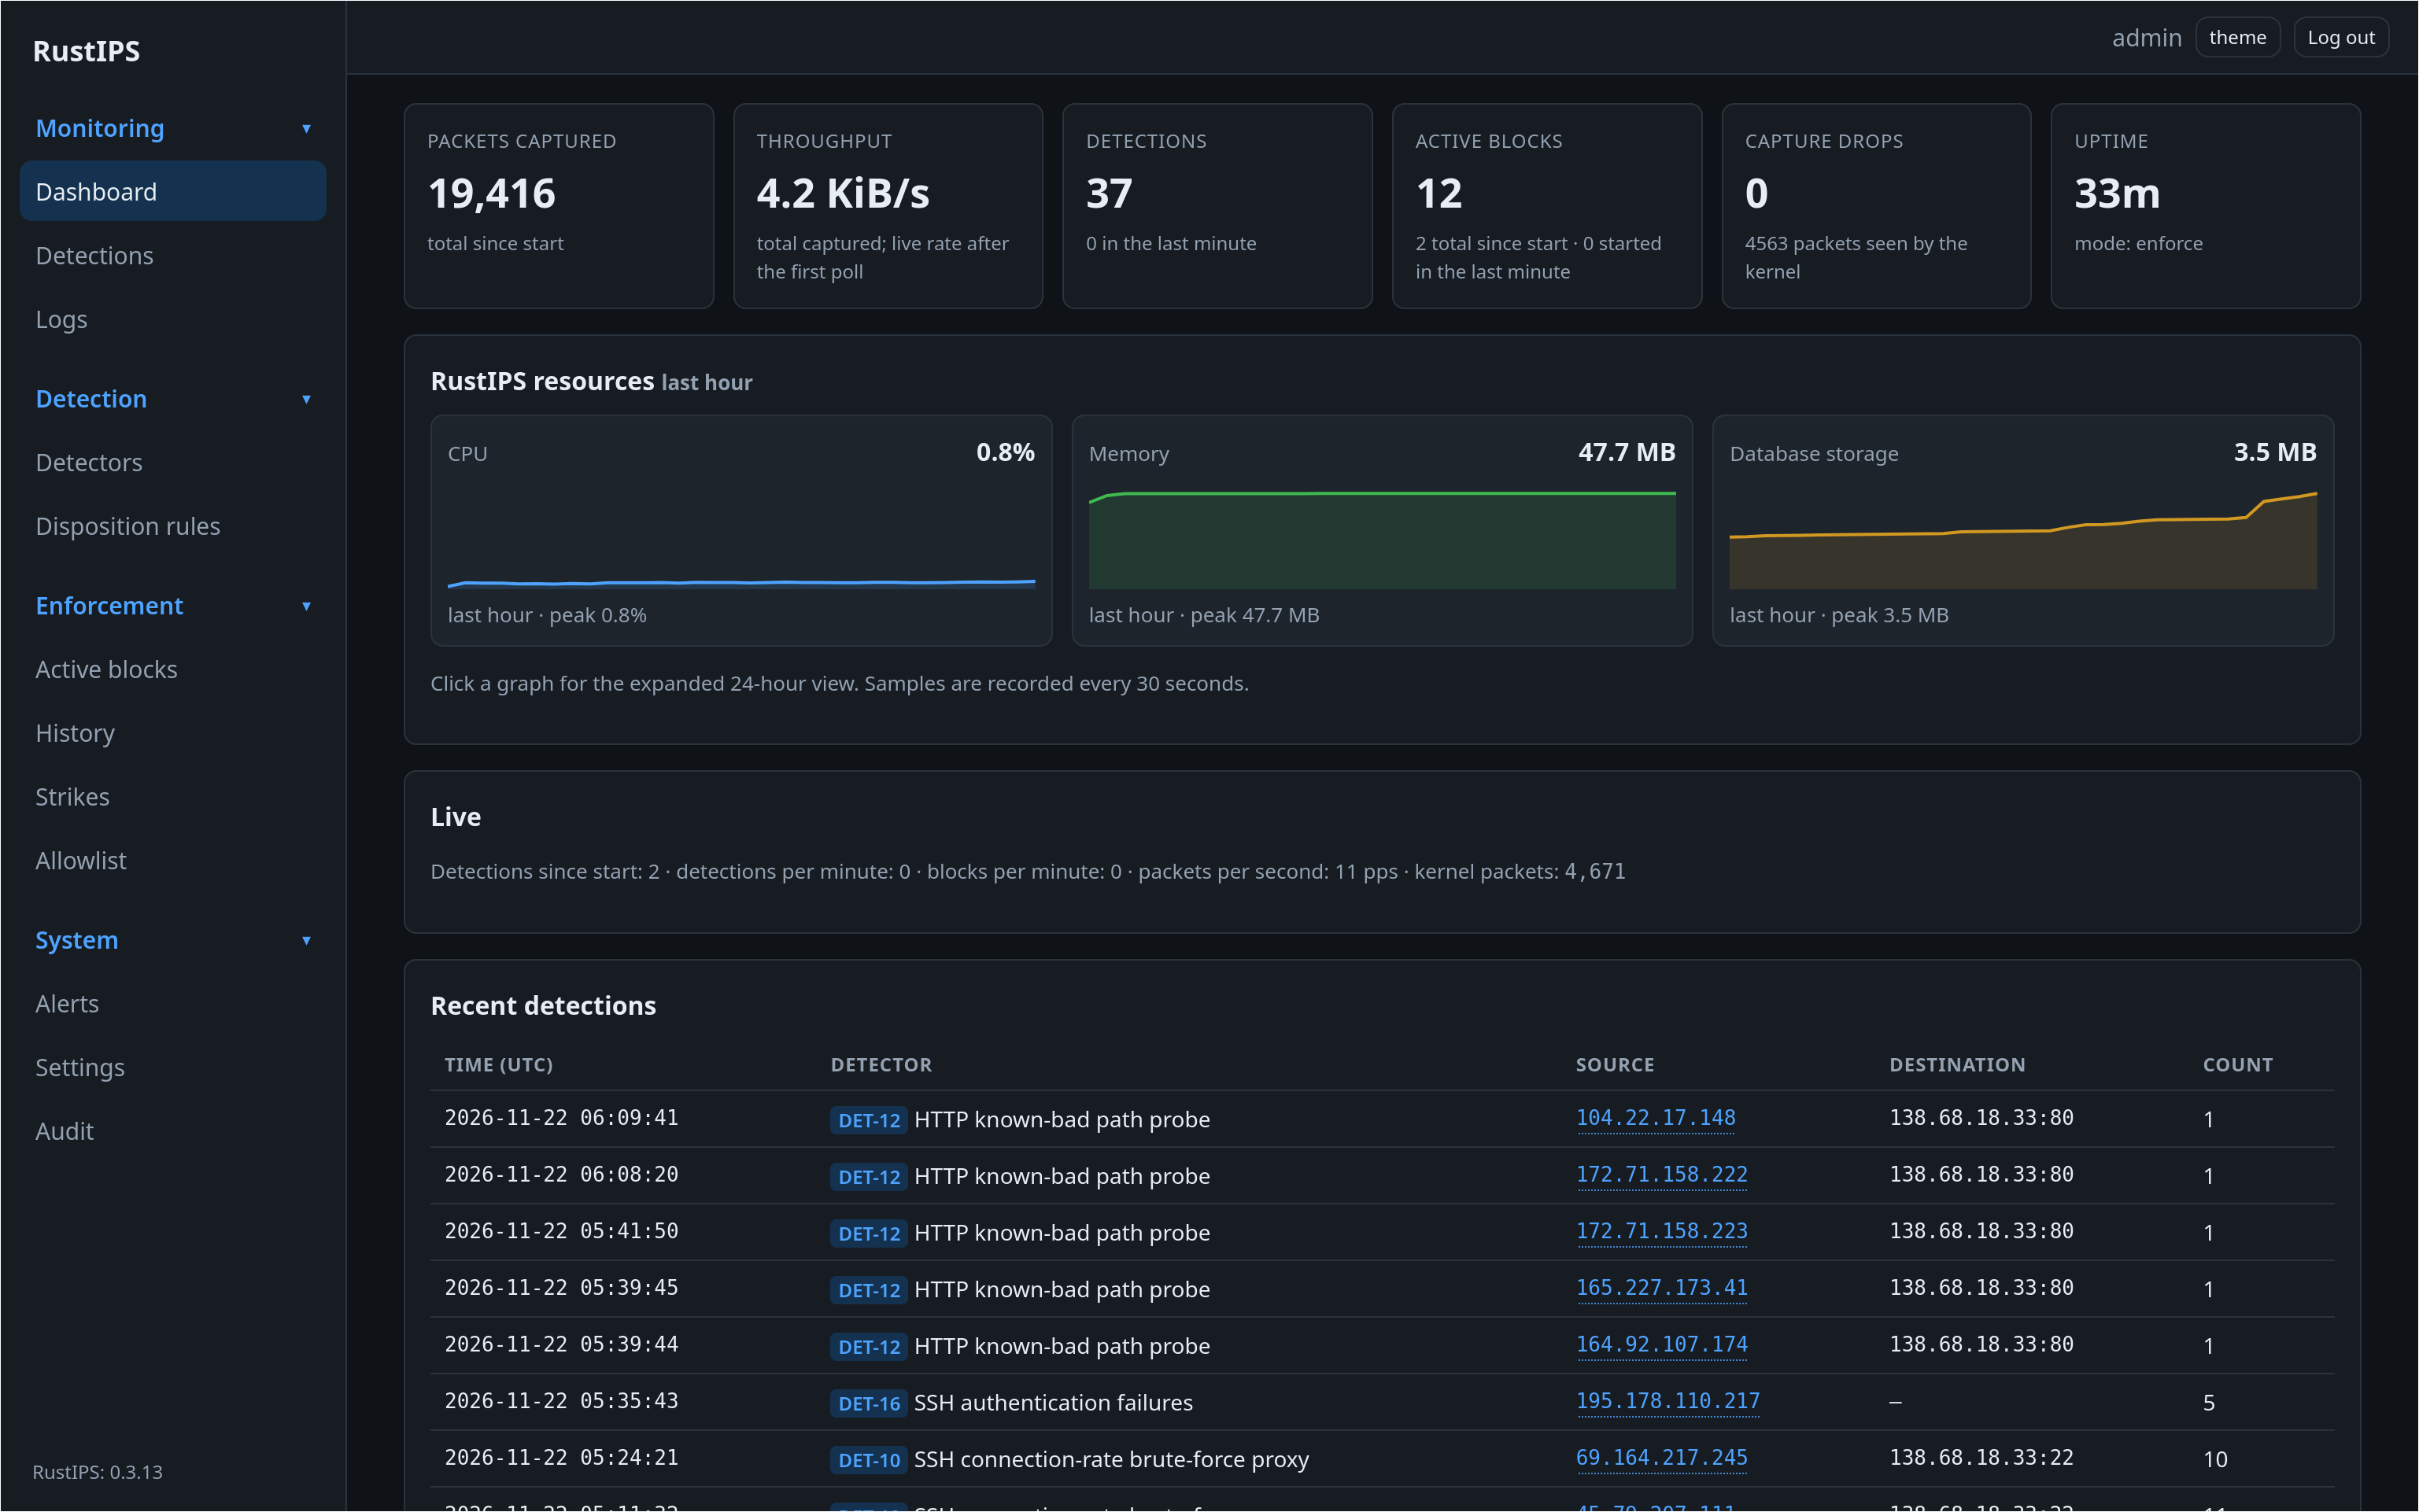 RustIPS
admin
theme
Log out
Monitoring ▾
Dashboard
Detections
Logs
Detection ▾
Detectors
Disposition rules
Enforcement ▾
Active blocks
History
Strikes
Allowlist
System ▾
Alerts
Settings
Audit
RustIPS: 0.3.13
PACKETS CAPTURED
19,416
total since start
THROUGHPUT
4.2 KiB/s
total captured; live rate after
the first poll
DETECTIONS
37
0 in the last minute
ACTIVE BLOCKS
12
2 total since start · 0 started
in the last minute
CAPTURE DROPS
0
4563 packets seen by the
kernel
UPTIME
33m
mode: enforce
RustIPS resources last hour
CPU 0.8%
last hour · peak 0.8%
Memory 47.7 MB
last hour · peak 47.7 MB
Database storage 3.5 MB
last hour · peak 3.5 MB
Click a graph for the expanded 24-hour view. Samples are recorded every 30 seconds.
Live
Detections since start: 2 · detections per minute: 0 · blocks per minute: 0 · packets per second: 11 pps · kernel packets: 4,671
Recent detections
TIME (UTC) DETECTOR SOURCE DESTINATION COUNT
2026-11-22 06:09:41 DET-12 HTTP known-bad path probe 104.22.17.148 138.68.18.33:80 1
2026-11-22 06:08:20 DET-12 HTTP known-bad path probe 172.71.158.222 138.68.18.33:80 1
2026-11-22 05:41:50 DET-12 HTTP known-bad path probe 172.71.158.223 138.68.18.33:80 1
2026-11-22 05:39:45 DET-12 HTTP known-bad path probe 165.227.173.41 138.68.18.33:80 1
2026-11-22 05:39:44 DET-12 HTTP known-bad path probe 164.92.107.174 138.68.18.33:80 1
2026-11-22 05:35:43 DET-16 SSH authentication failures 195.178.110.217 — 5
2026-11-22 05:24:21 DET-10 SSH connection-rate brute-force proxy 69.164.217.245 138.68.18.33:22 10